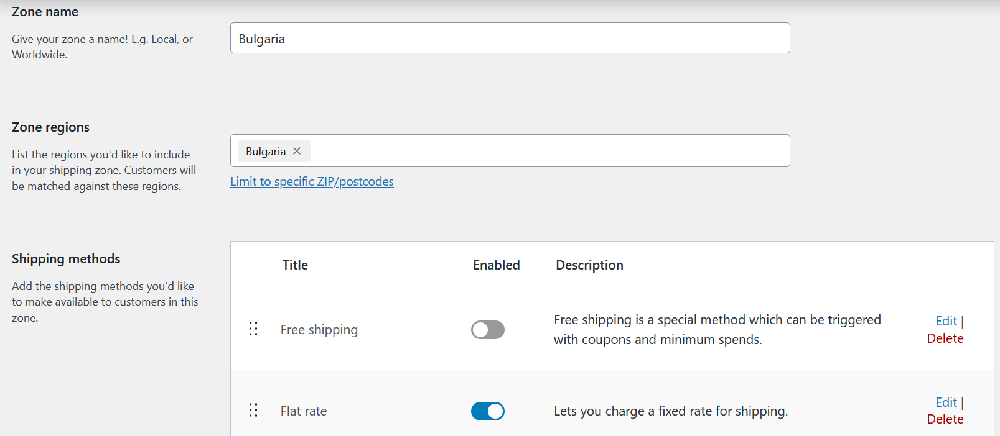 Zone name
Give your zone a name! E.g. Local, or
Worldwide.
Bulgaria
Zone regions
List the regions you'd like to include
in your shipping zone. Customers will
be matched against these regions.
Bulgaria
Limit to specific ZIP/postcodes
Shipping methods
Add the shipping methods you'd like
to make available to customers in this
zone.
Title Enabled Description
Free shipping
Free shipping is a special method which can be triggered
with coupons and minimum spends.
Edit |
Delete
Flat rate
Lets you charge a fixed rate for shipping.
Edit |
Delete